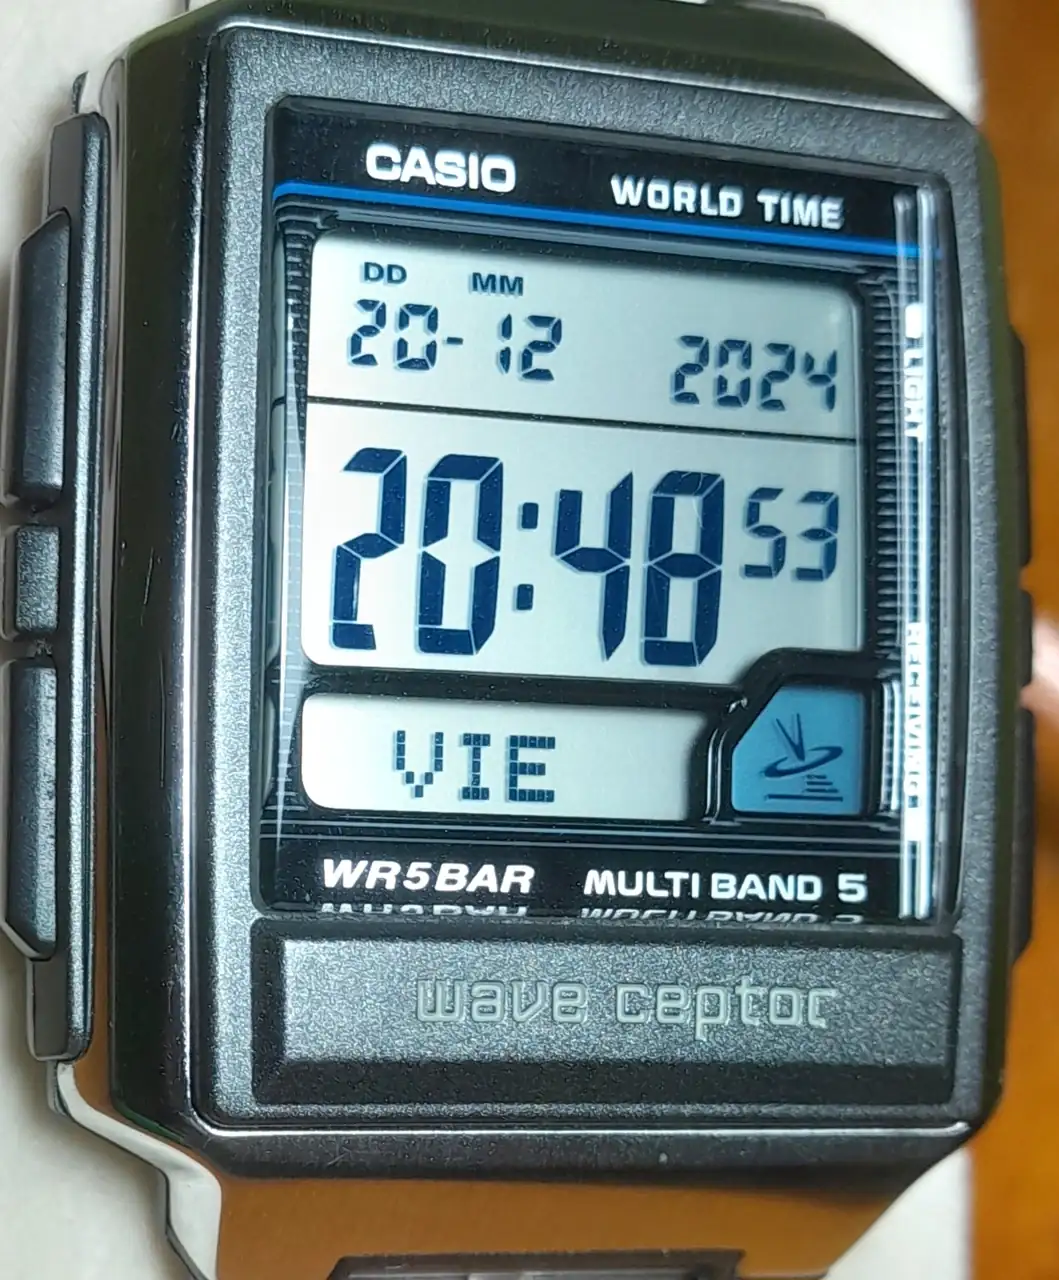 CASIO WORLD TIME
DD MM
20-12 2024
20:48 53
VIE
LIGHT
RECEIVING
WR5BAR MULTI BAND 5
wave ceptor